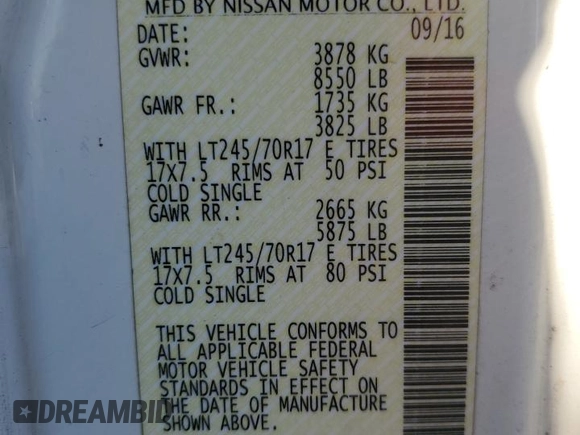 MFD BY NISSAN MOTOR CO., LTD.
DATE: 09/16
GVWR: 3878 KG
8550 LB
GAWR FR.: 1735 KG
3825 LB
WITH LT245/70R17 E TIRES
17X7.5 RIMS AT 50 PSI
COLD SINGLE
GAWR RR.: 2665 KG
5875 LB
WITH LT245/70R17 E TIRES
17X7.5 RIMS AT 80 PSI
COLD SINGLE
THIS VEHICLE CONFORMS TO
ALL APPLICABLE FEDERAL
MOTOR VEHICLE SAFETY
STANDARDS IN EFFECT ON
THE DATE OF MANUFACTURE
SHOWN ABOVE.
DREAMBID